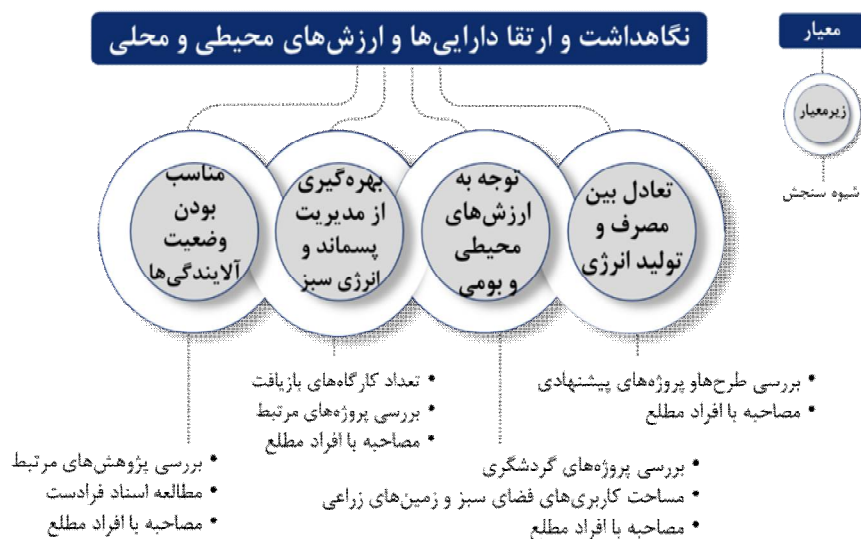 نگاهداشت و ارتقا دارایی‌ها و ارزش‌های محیطی و محلی
معیار
زیرمعیار
شیوه سنجش
تعادل بین
مصرف و
تولید انرژی
توجه به
ارزش‌های
محیطی
و بومی
بهره‌گیری
از مدیریت
پسماند و
انرژی سبز
مناسب
بودن
وضعیت
آلایندگی‌ها
• بررسی طرح‌هاو پروژه‌های پیشنهادی
• مصاحبه با افراد مطلع
• بررسی پروژه‌های گردشگری
• مساحت کاربری‌های فضای سبز و زمین‌های زراعی
• مصاحبه با افراد مطلع
• تعداد کارگاه‌های بازیافت
• بررسی پروژه‌های مرتبط
• مصاحبه با افراد مطلع
• بررسی پژوهش‌های مرتبط
• مطالعه اسناد فرادست
• مصاحبه با افراد مطلع